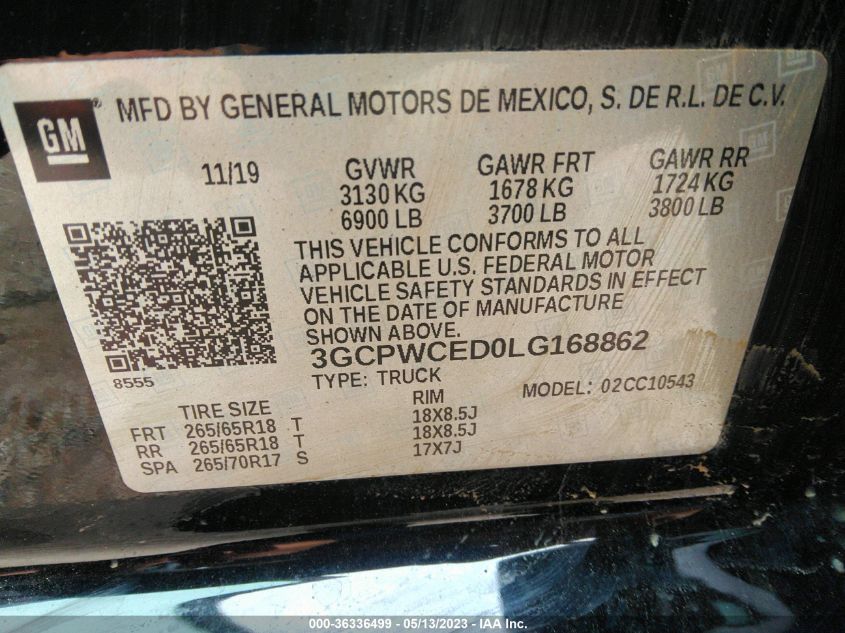 GM
MFD BY GENERAL MOTORS DE MEXICO, S. DE R.L. DE C.V.
11/19 GVWR GAWR FRT GAWR RR
3130 KG 1678 KG 1724 KG
6900 LB 3700 LB 3800 LB
THIS VEHICLE CONFORMS TO ALL
APPLICABLE U.S. FEDERAL MOTOR
VEHICLE SAFETY STANDARDS IN EFFECT
ON THE DATE OF MANUFACTURE
SHOWN ABOVE.
3GCPWCED0LG168862
8555
TYPE: TRUCK MODEL: 02CC10543
TIRE SIZE RIM
FRT 265/65R18 T 18X8.5J
RR 265/65R18 T 18X8.5J
SPA 265/70R17 S 17X7J
000-36336499 - 05/13/2023 - IAA Inc.